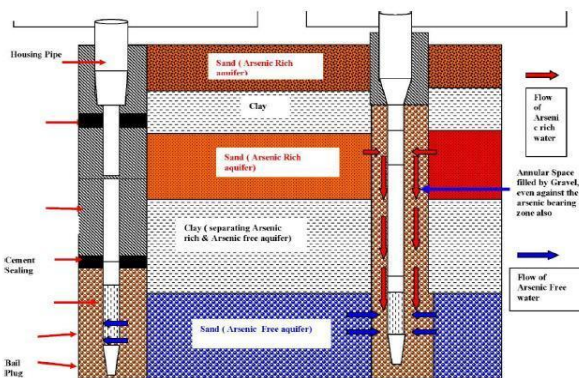 Housing Pipe
Sand ( Arsenic Rich
aquifer)
Clay
Sand ( Arsenic Rich
aquifer)
Clay ( separating Arsenic
rich & Arsenic free aquifer)
Cement
Sealing
Sand ( Arsenic Free aquifer)
Bail
Plug
Flow
of
Arseni
c rich
water
Annular Space
filled by Gravel,
even against the
arsenic bearing
zone also
Flow of
Arsenic Free
water